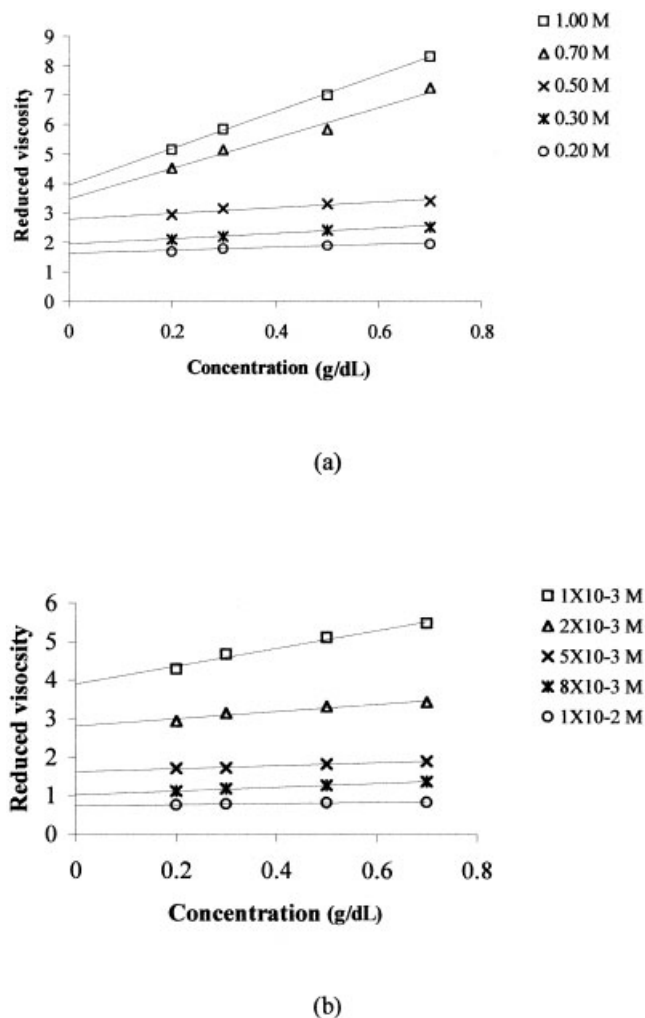 1.00 M
0.70 M
0.50 M
0.30 M
0.20 M
Reduced viscosity
9
8
7
6
5
4
3
2
1
0
0 0.2 0.4 0.6 0.8
Concentration (g/dL)
(a)
1X10-3 M
2X10-3 M
5X10-3 M
8X10-3 M
1X10-2 M
Reduced visocsity
6
5
4
3
2
1
0
0 0.2 0.4 0.6 0.8
Concentration (g/dL)
(b)